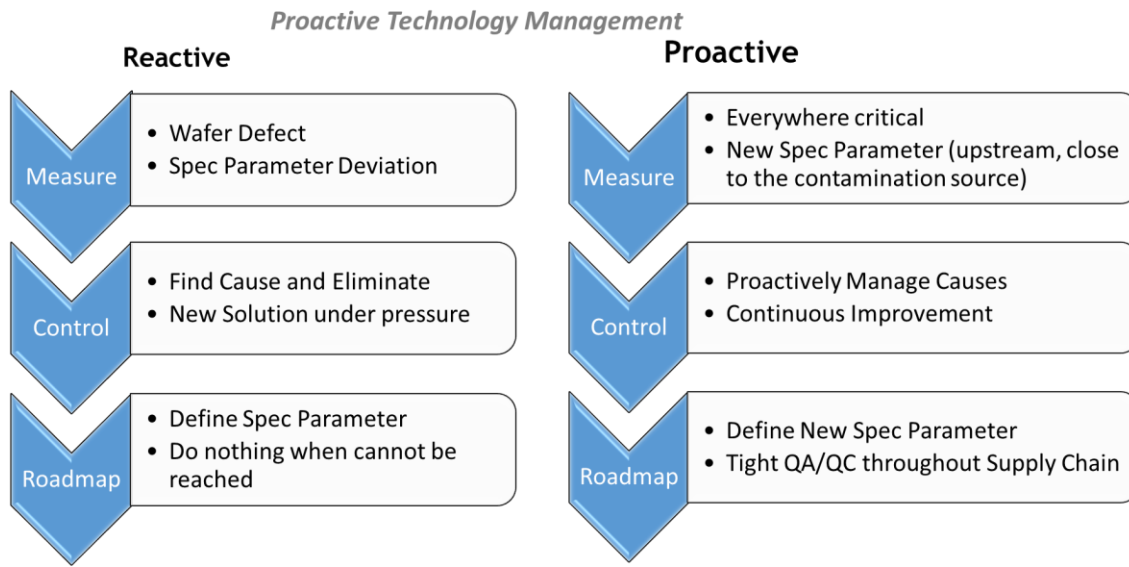 Proactive Technology Management
Reactive
Measure
• Wafer Defect
• Spec Parameter Deviation
Control
• Find Cause and Eliminate
• New Solution under pressure
Roadmap
• Define Spec Parameter
• Do nothing when cannot be
reached
Proactive
Measure
• Everywhere critical
• New Spec Parameter (upstream, close
to the contamination source)
Control
• Proactively Manage Causes
• Continuous Improvement
Roadmap
• Define New Spec Parameter
• Tight QA/QC throughout Supply Chain